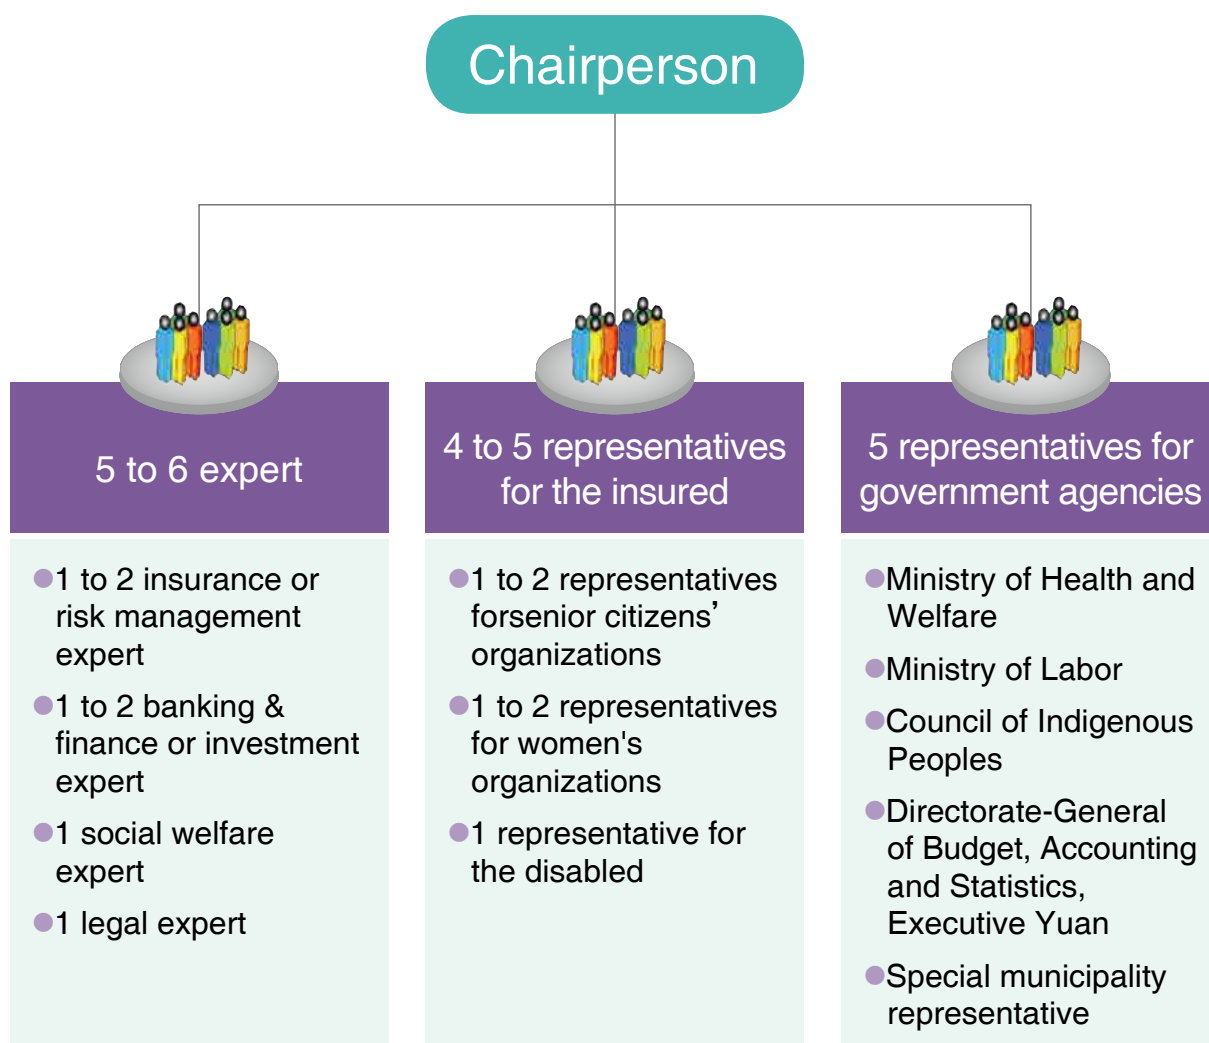 Chairperson
5 to 6 expert
●1 to 2 insurance or
risk management
expert
●1 to 2 banking &
finance or investment
expert
●1 social welfare
expert
●1 legal expert
4 to 5 representatives
for the insured
●1 to 2 representatives
forsenior citizens’
organizations
●1 to 2 representatives
for women's
organizations
●1 representative for
the disabled
5 representatives for
government agencies
●Ministry of Health and
Welfare
●Ministry of Labor
●Council of Indigenous
Peoples
●Directorate-General
of Budget, Accounting
and Statistics,
Executive Yuan
●Special municipality
representative